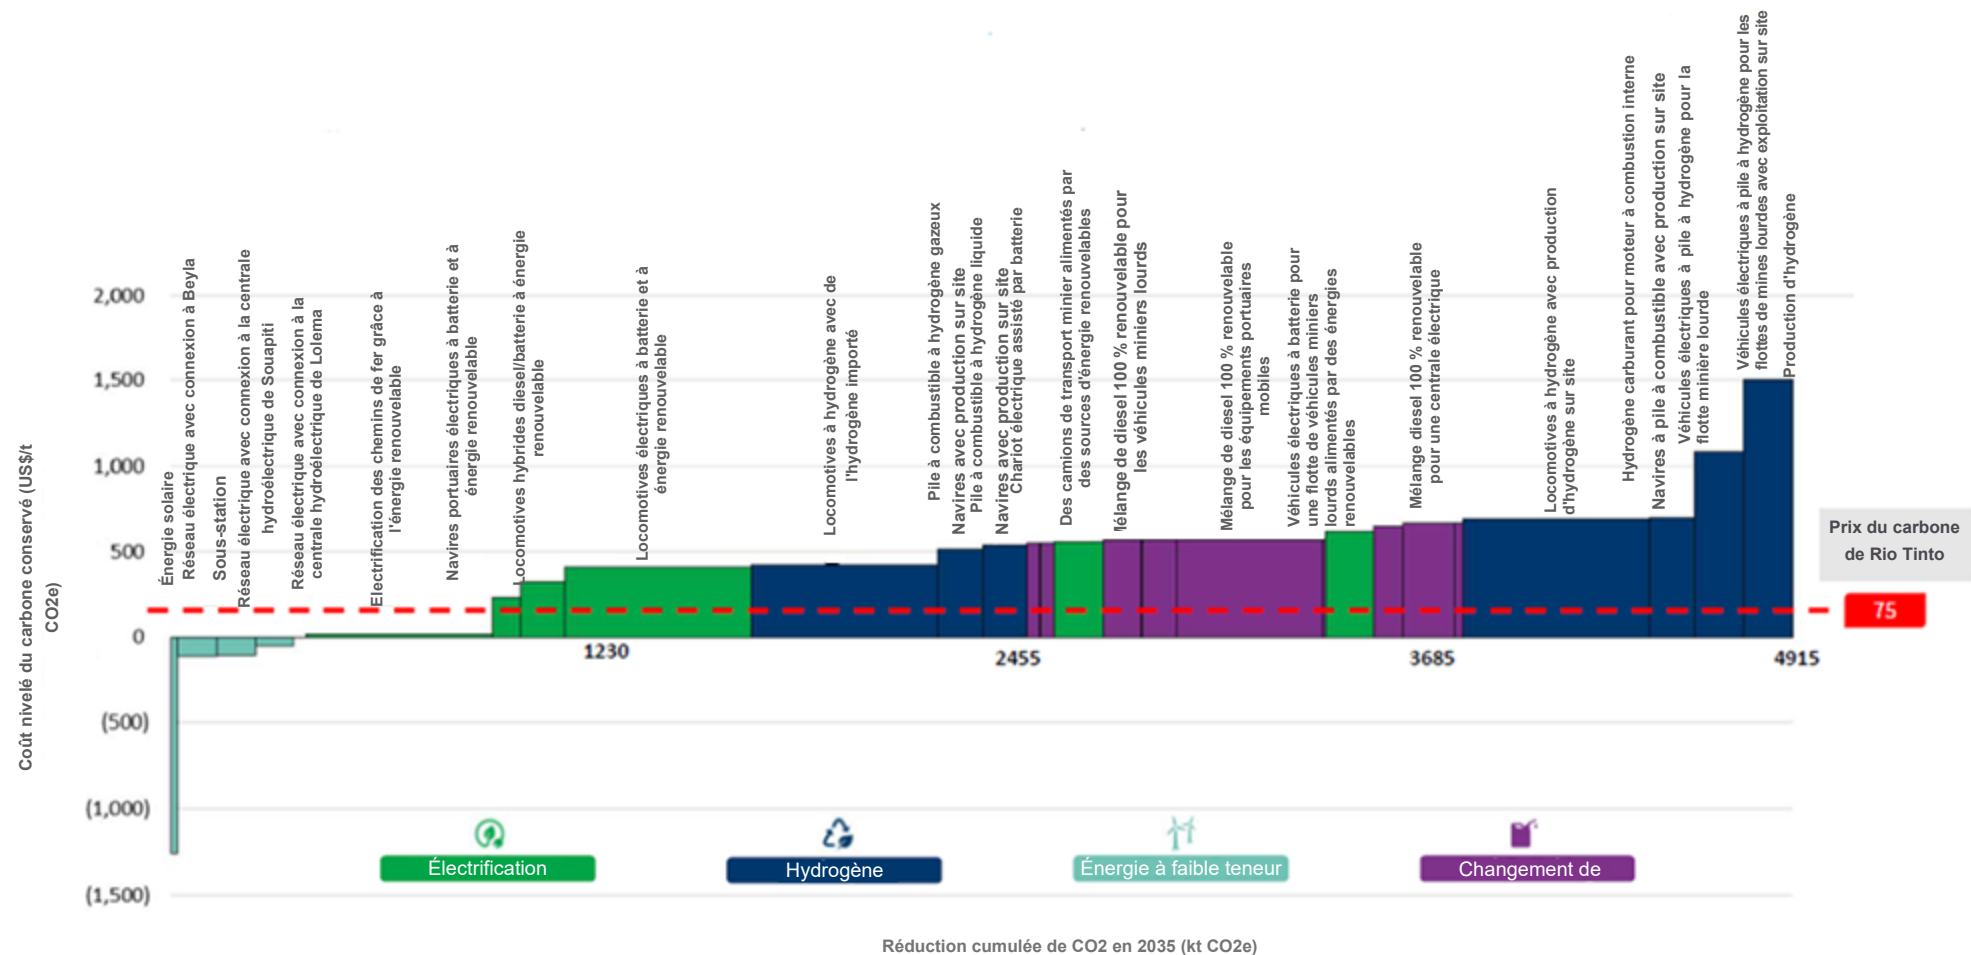 Énergie solaire
Réseau électrique avec connexion à Beyla
Sous-station
Réseau électrique avec connexion à la centrale
hydroélectrique de Souapiti
Réseau électrique avec connexion à la
centrale hydroélectrique de Lolema
Electrification des chemins de fer grâce à
l'énergie renouvelable
Navires portuaires électriques à batterie et à
énergie renouvelable
Locomotives hybrides diesel/batterie à énergie
renouvelable
Locomotives électriques à batterie et à
énergie renouvelable
Locomotives à hydrogène avec de
l'hydrogène importé
Pile à combustible à hydrogène gazeux
Navires avec production sur site
Pile à combustible à hydrogène liquide
Navires avec production sur site
Chariot électrique assisté par batterie
Des camions de transport minier alimentés par
des sources d'énergie renouvelables
Mélange de diesel 100 % renouvelable pour
les véhicules miniers lourds
Mélange de diesel 100 % renouvelable
pour les équipements portuaires
mobiles
Véhicules électriques à batterie pour
une flotte de véhicules miniers
lourds alimentés par des énergies
renouvelables
Mélange diesel 100 % renouvelable
pour une centrale électrique
Locomotives à hydrogène avec production
d'hydrogène sur site
Hydrogène carburant pour moteur à combustion interne
Navires à pile à combustible avec production sur site
Véhicules électriques à pile à hydrogène pour la
flotte minière lourde
Véhicules électriques à pile à hydrogène pour les
flottes de mines lourdes avec exploitation sur site
Production d'hydrogène
Coût nivelé du carbone conservé (US$/t
CO2e)
2,000
1,500
1,000
500
0
(500)
(1,000)
(1,500)
1230
2455
3685
4915
Prix du carbone
de Rio Tinto
75
Électrification
Hydrogène
Énergie à faible teneur
Changement de
Réduction cumulée de CO2 en 2035 (kt CO2e)